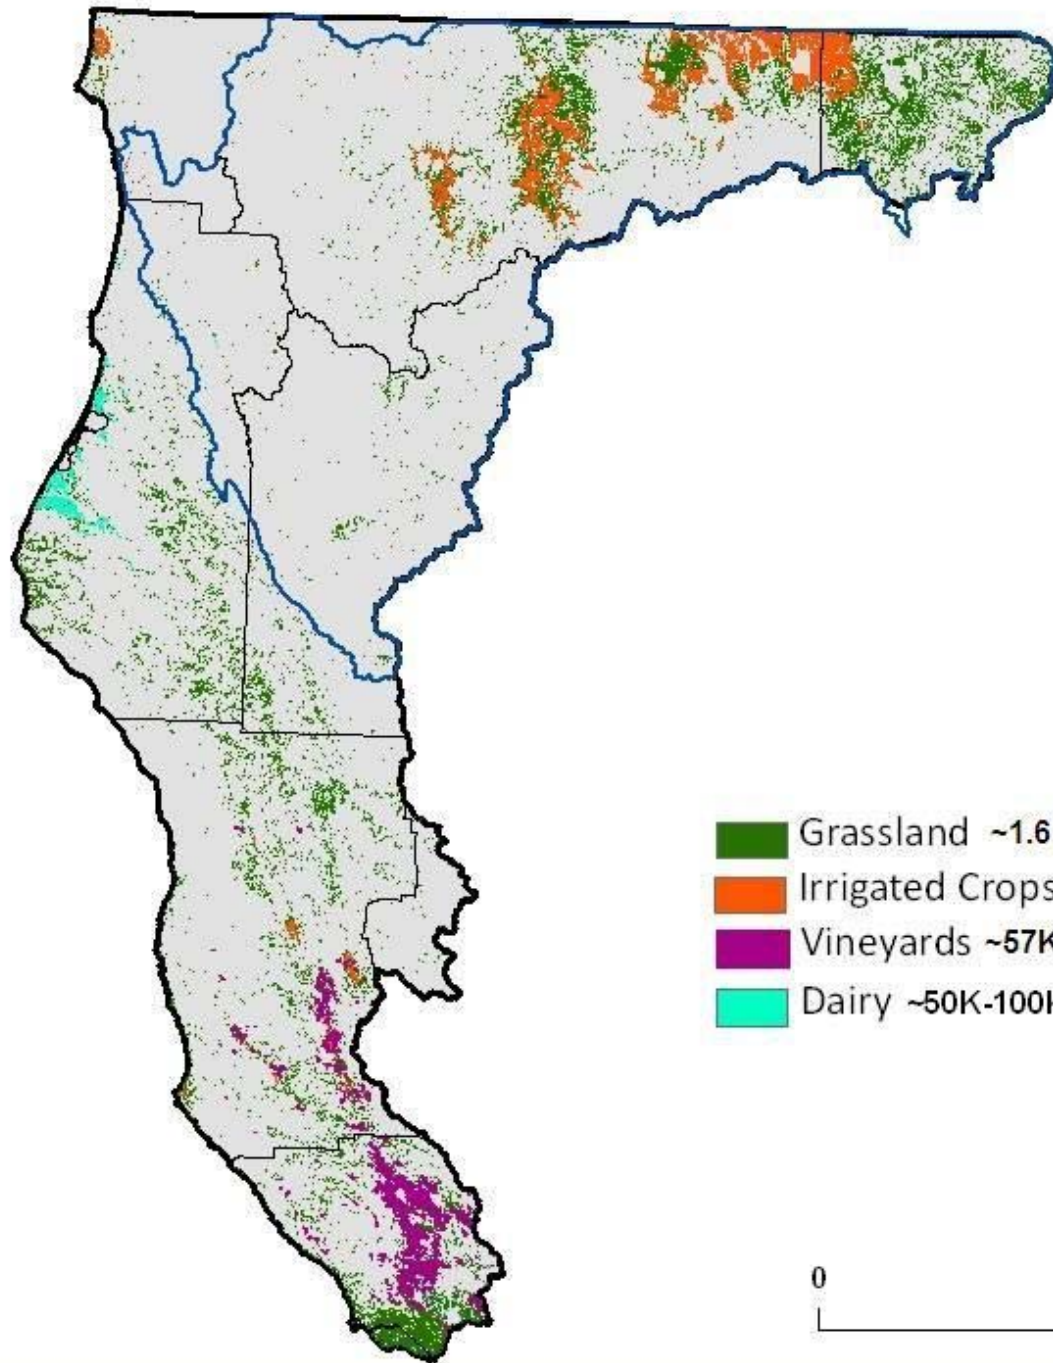 Grassland ~1.6
Irrigated Crops
Vineyards ~57K
Dairy ~50K-100K
0